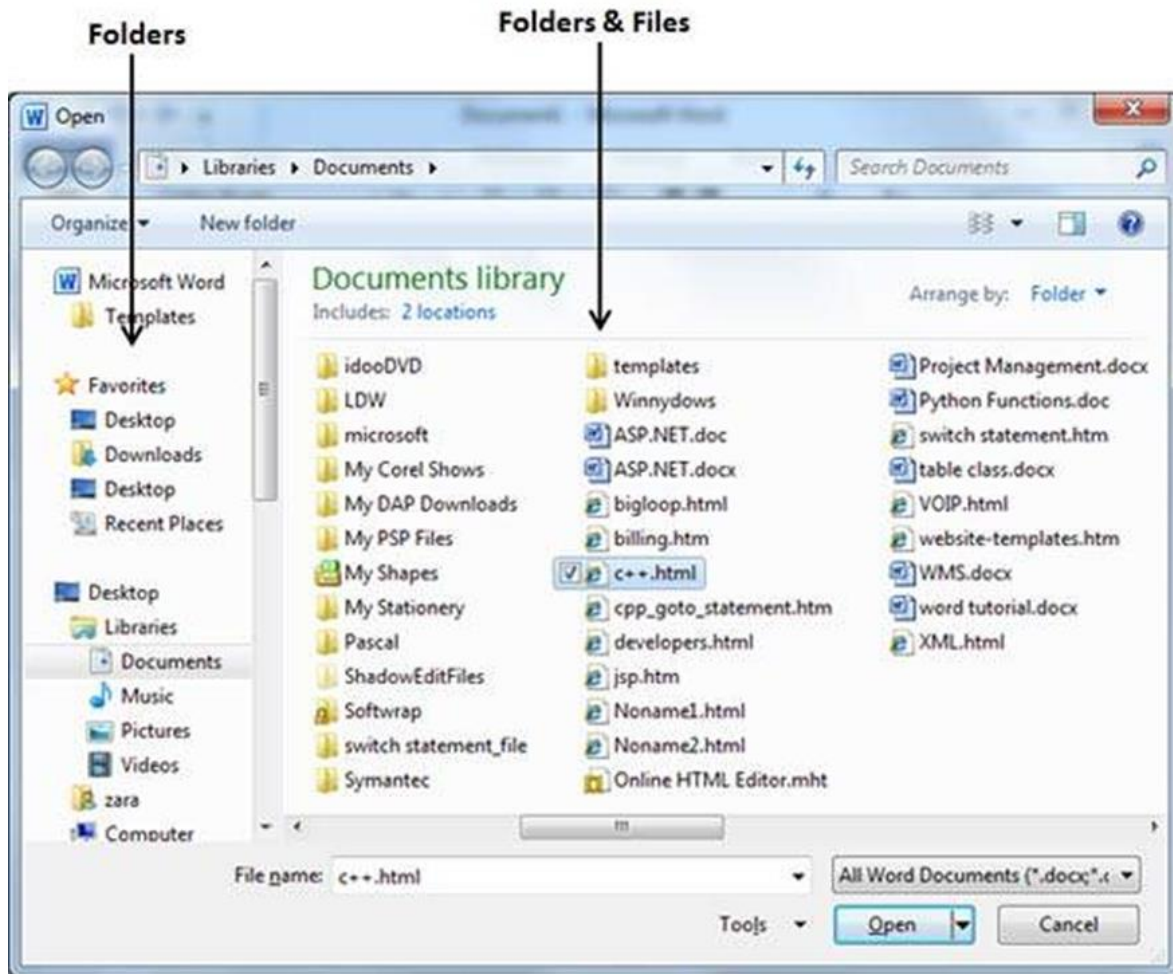 Folders
Folders & Files
Open
Libraries
Documents
Search Documents
Organize
New folder
Microsoft Word
Templates
Favorites
Desktop
Downloads
Desktop
Recent Places
Desktop
Libraries
Documents
Music
Pictures
Videos
zara
Computer
Documents library
Includes: 2 locations
Arrange by: Folder
idooDVD
LDW
microsoft
My Corel Shows
My DAP Downloads
My PSP Files
My Shapes
My Stationery
Pascal
ShadowEditFiles
Softwrap
switch statement_file
Symantec
templates
Winnydows
ASP.NET.doc
ASP.NET.docx
bigloop.html
billing.htm
c++.html
cpp_goto_statement.htm
developers.html
jsp.htm
Noname1.html
Noname2.html
Online HTML Editor.mht
Project Management.docx
Python Functions.doc
switch statement.htm
table class.docx
VOIP.html
website-templates.htm
WMS.docx
word tutorial.docx
XML.html
File name: c++.html
All Word Documents (*.docx;*.
Tools
Open
Cancel